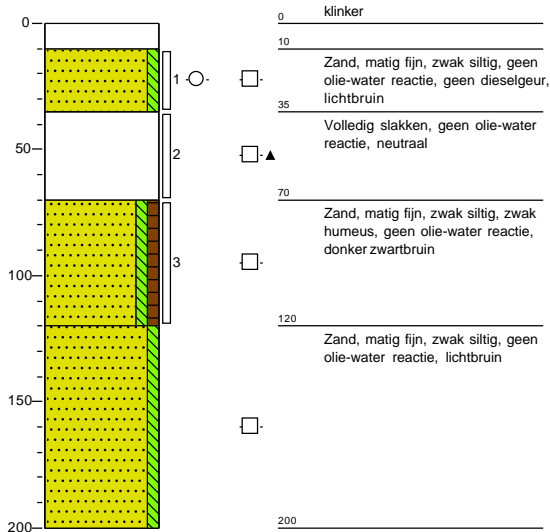 0
klinker
0
10
Zand, matig fijn, zwak siltig, geen
olie-water reactie, geen dieselgeur,
lichtbruin
1
35
Volledig slakken, geen olie-water
reactie, neutraal
50
2
70
Zand, matig fijn, zwak siltig, zwak
humeus, geen olie-water reactie,
donker zwartbruin
100
3
120
Zand, matig fijn, zwak siltig, geen
olie-water reactie, lichtbruin
150
200
200